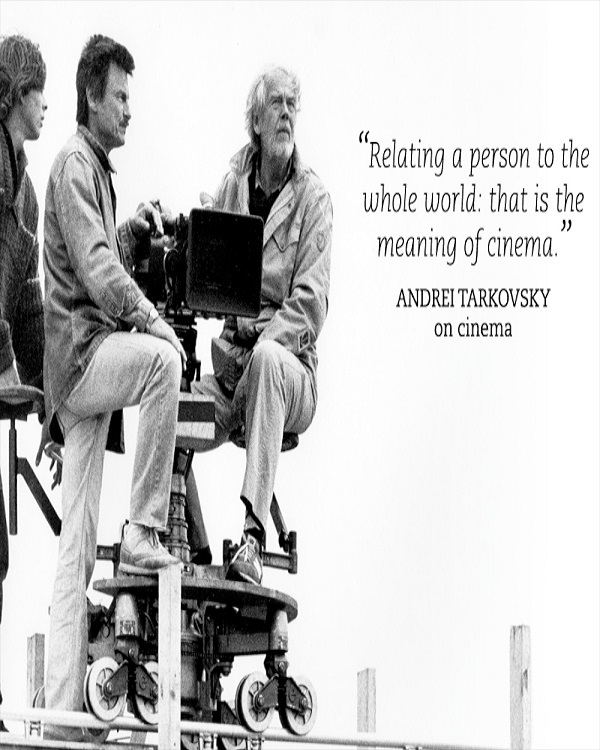 “Relating a person to the
whole world: that is the
meaning of cinema.”
ANDREI TARKOVSKY
on cinema